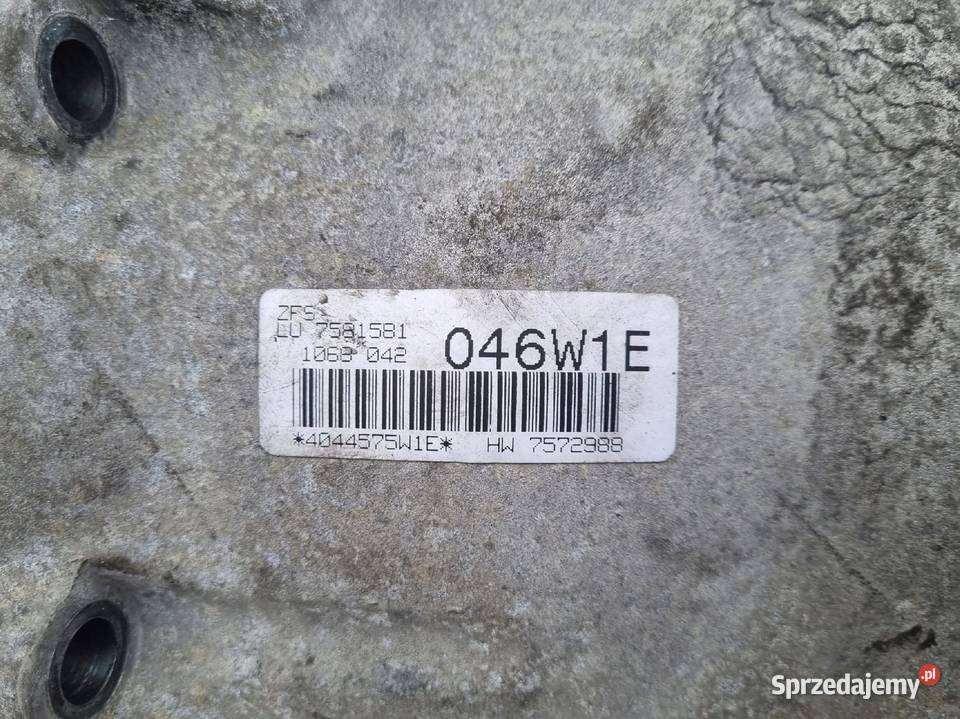 ZFS
LU 7581581
1068 042
046W1E
*4044575W1E* HW 7572988
Sprzedajemy.pl